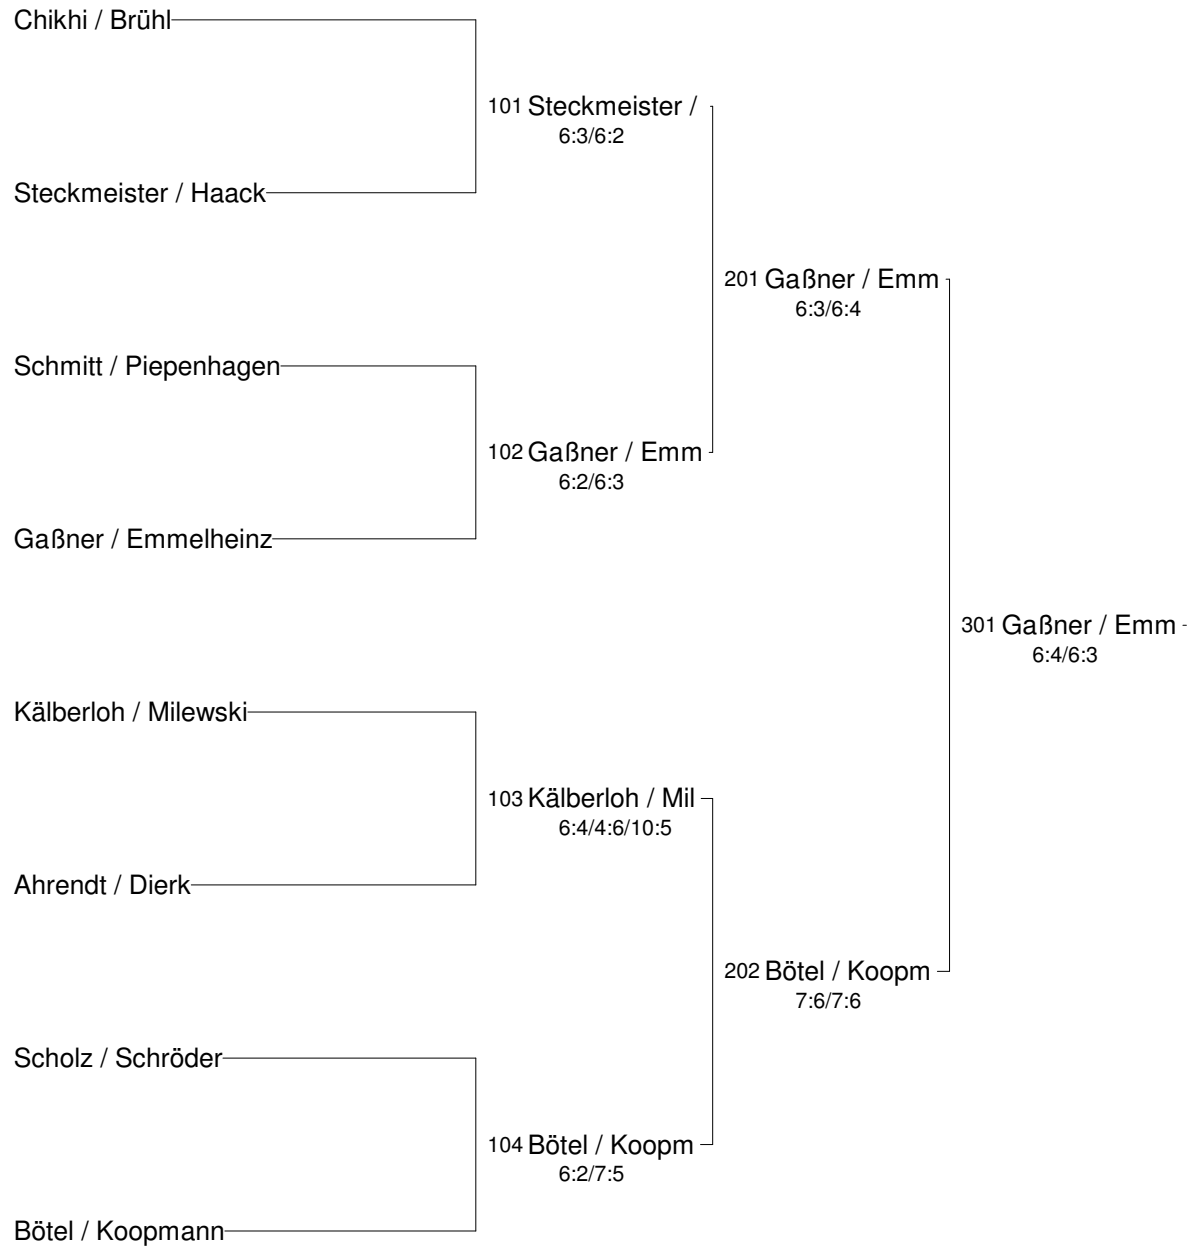 Chikhi / Brühl
101 Steckmeister /
6:3/6:2
Steckmeister / Haack
201 Gaßner / Emm
6:3/6:4
Schmitt / Piepenhagen
102 Gaßner / Emm
6:2/6:3
Gaßner / Emmelheinz
301 Gaßner / Emm
6:4/6:3
Kälberloh / Milewski
103 Kälberloh / Mil
6:4/4:6/10:5
Ahrendt / Dierk
202 Bötel / Koopm
7:6/7:6
Scholz / Schröder
104 Bötel / Koopm
6:2/7:5
Bötel / Koopmann